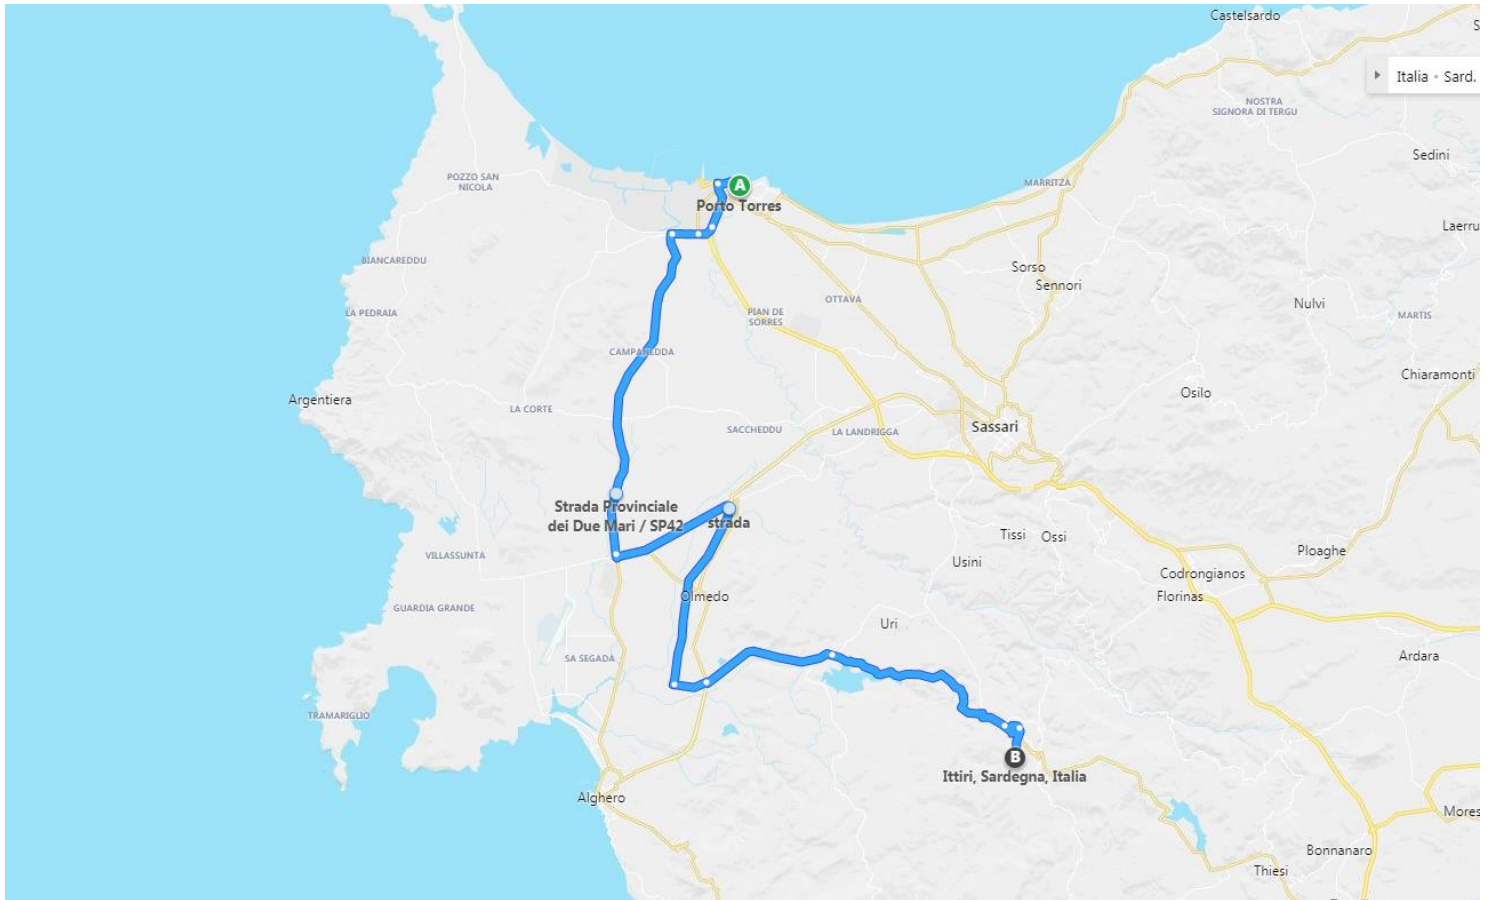 Castelsardo
S
Italia • Sard.
NOSTRA
SIGNORA DI TERGU
Sedini
POZZO SAN
NICOLA
A
MARRITZA
Porto Torres
Laerru
BIANCAREDDU
Sorso
Sennori
OTTAVA
Nulvi
LA PEDRAIA
PIAN DE
SORRES
MARTIS
CAMPANEDDA
Chiaramonti
Argentiera
Osilo
LA CORTE
SACCHEDDU
LA LANDRIGGA
Sassari
Strada Provinciale
dei Due Mari / SP42
strada
Tissi
Ossi
Ploaghe
VILLASSUNTA
Usini
Codrongianos
Florinas
Olmedo
GUARDIA GRANDE
Uri
SA SEGADA
Ardara
TRAMARIGLIO
B
Ittiri, Sardegna, Italia
Alghero
Mores
Bonnanaro
Thiesi